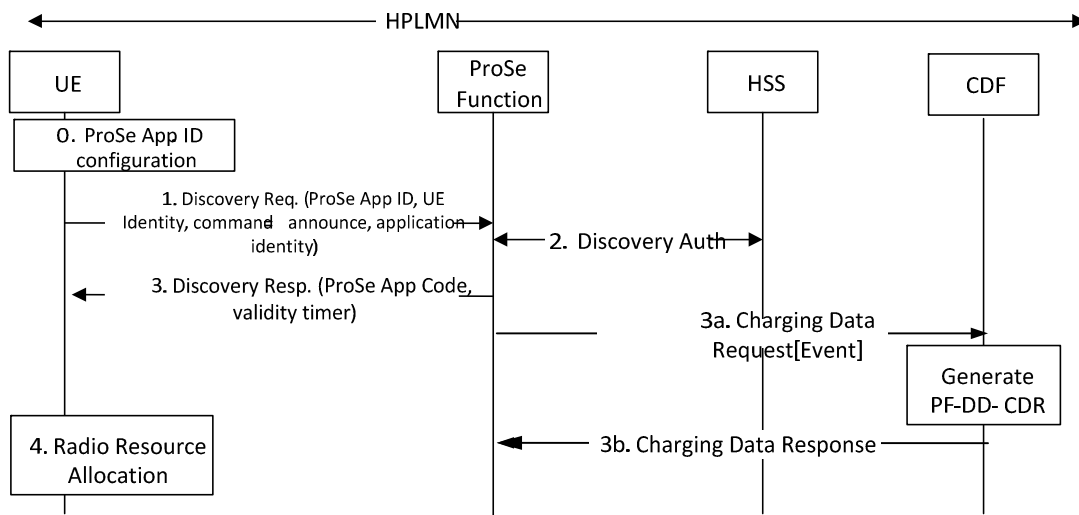 HPLMN
UE
ProSe
Function
HSS
CDF
0. ProSe App ID
configuration
1. Discovery Req. (ProSe App ID, UE
Identity, command= announce, application
identity)
2. Discovery Auth
3. Discovery Resp. (ProSe App Code,
validity timer)
3a. Charging Data
Request[Event]
Generate
PF-DD- CDR
4. Radio Resource
Allocation
3b. Charging Data Response